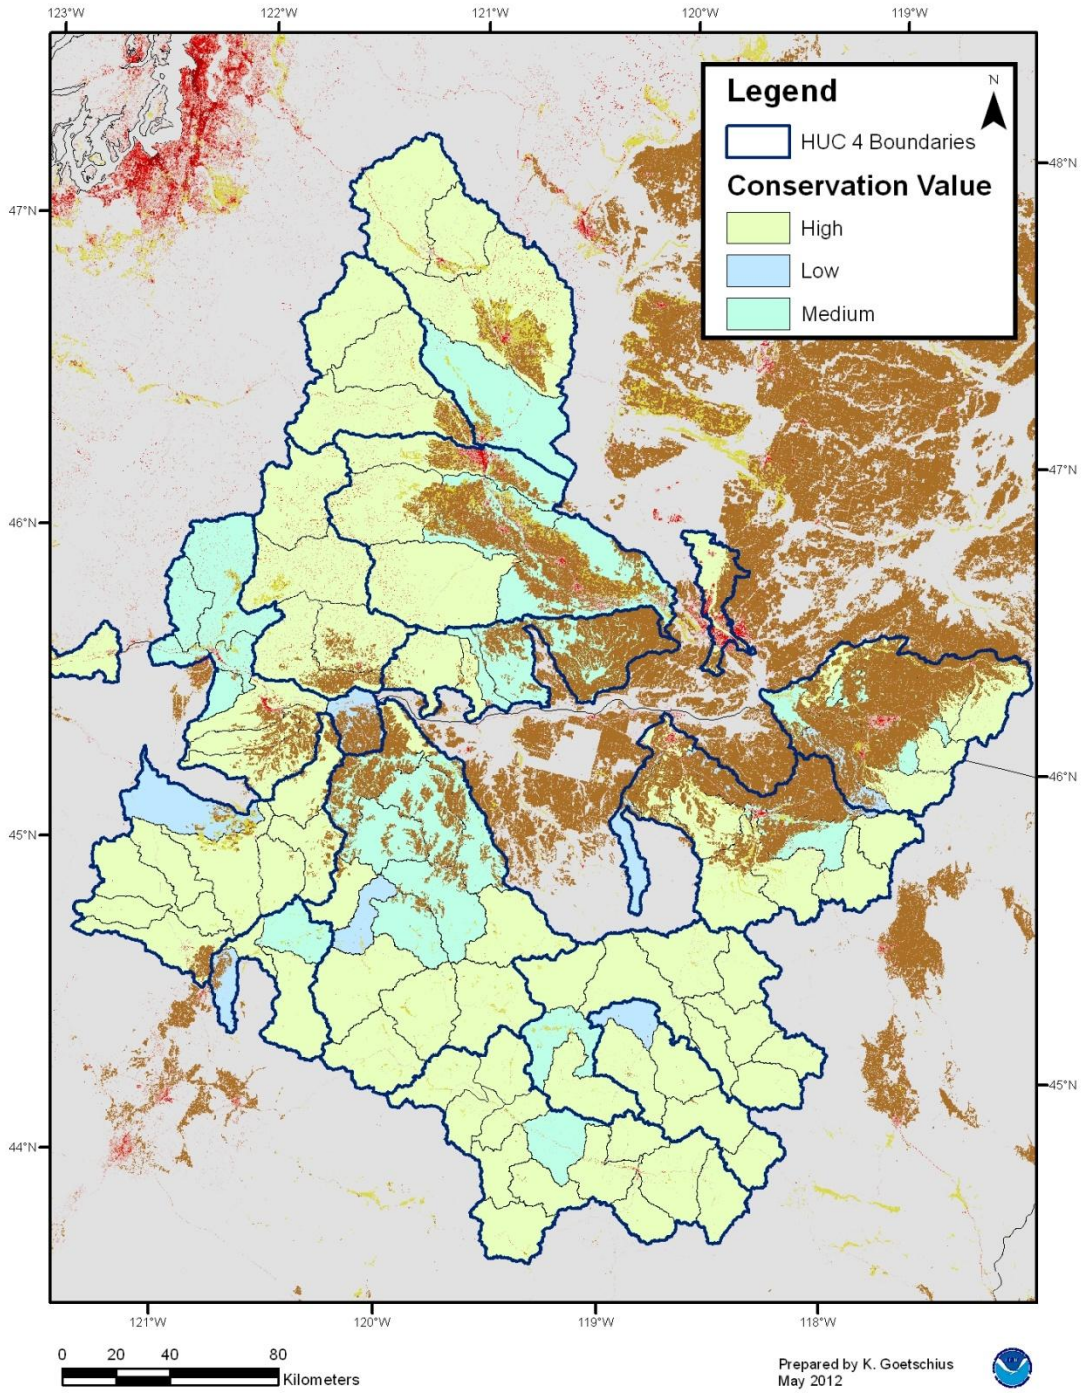 123°W 122°W 121°W 120°W 119°W
Legend
N
HUC 4 Boundaries
48°N
Conservation Value
47°N
High
Low
Medium
47°N
46°N
46°N
45°N
45°N
44°N
121°W 120°W 119°W 118°W
0 20 40 80
Kilometers
Prepared by K. Goetschius
May 2012